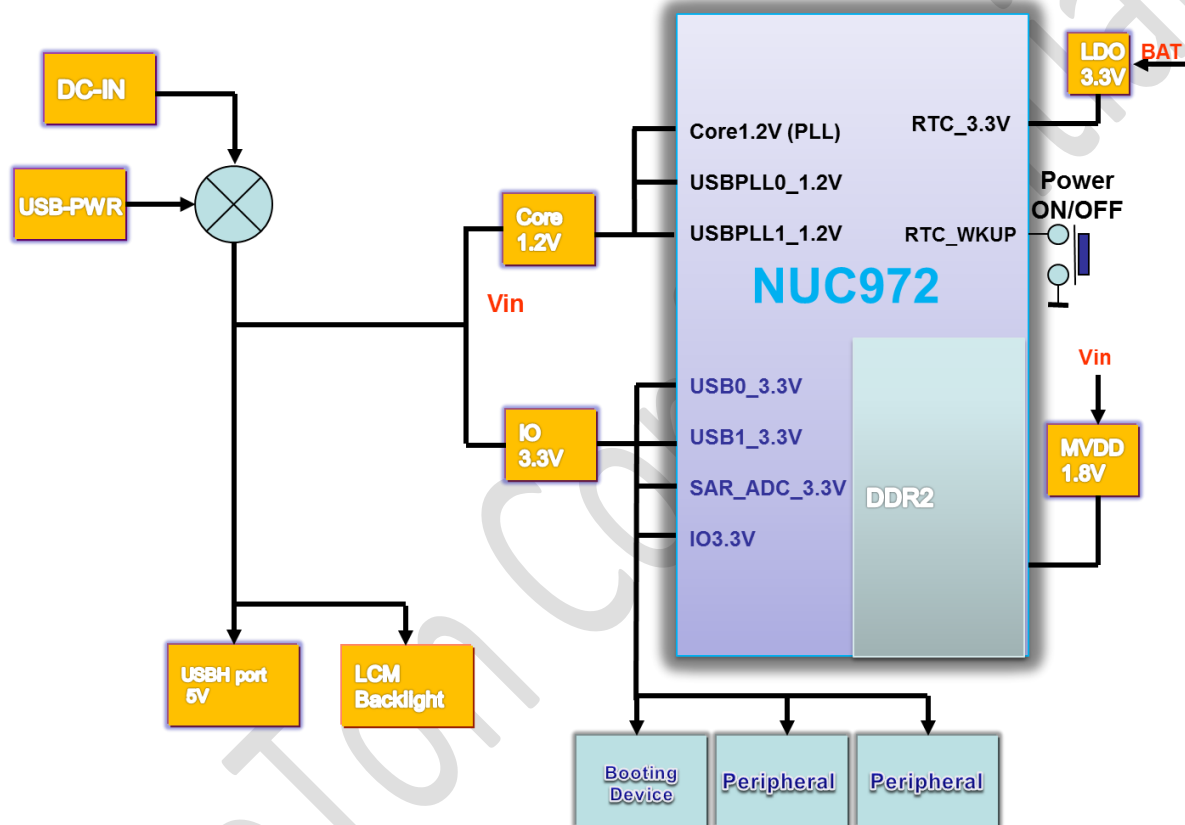 DC-IN
USB-PWR
Vin
Core
1.2V
IO
3.3V
USBH port
5V
LCM
Backlight
Core1.2V (PLL)
USBPLL0_1.2V
USBPLL1_1.2V
RTC_3.3V
RTC_WKUP
NUC972
USB0_3.3V
USB1_3.3V
SAR_ADC_3.3V
IO3.3V
DDR2
LDO
3.3V
BAT
Power
ON/OFF
Vin
MVDD
1.8V
Booting
Device
Peripheral
Peripheral